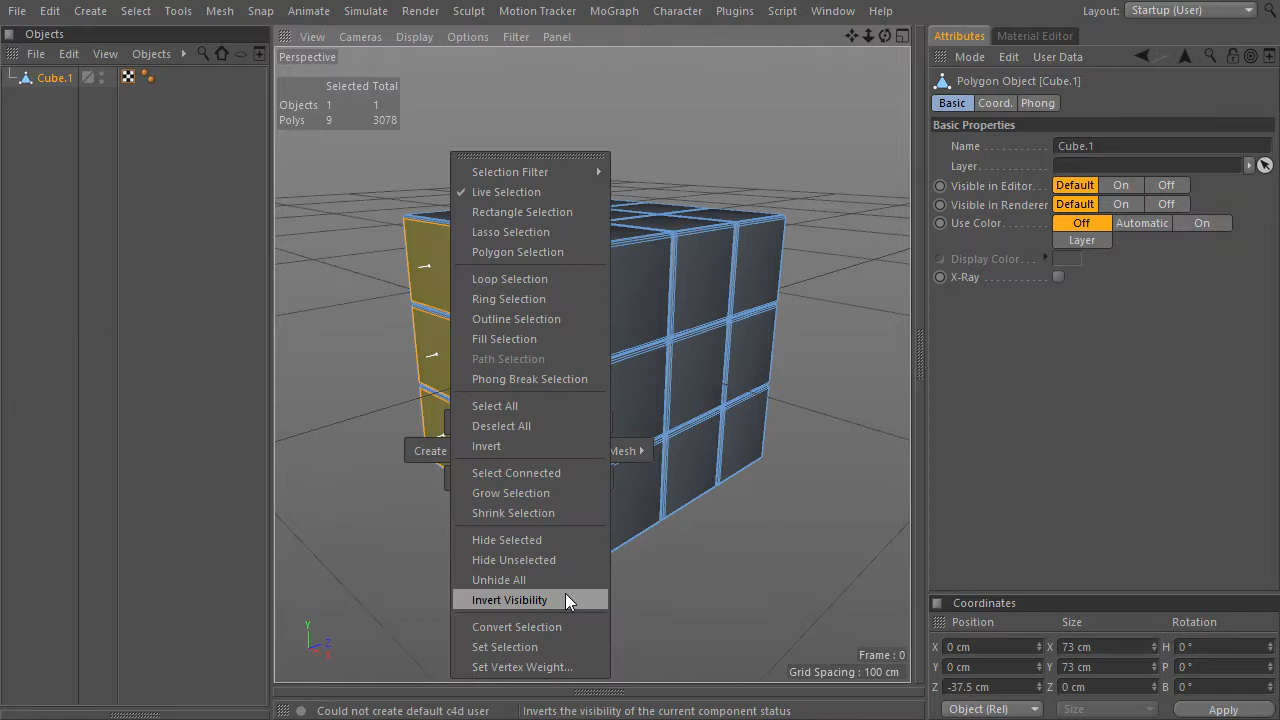 File Edit Create Select Tools Mesh Snap Animate Simulate Render Sculpt Motion Tracker MoGraph Character Plugins Script Window Help Layout: Startup (User)
Objects
File Edit View Objects
Cube.1
View Cameras Display Options Filter Panel
Perspective
Selected Total
Objects 1 1
Polys 9 3078
Selection Filter
Live Selection
Rectangle Selection
Lasso Selection
Polygon Selection
Loop Selection
Ring Selection
Outline Selection
Fill Selection
Path Selection
Phong Break Selection
Select All
Deselect All
Invert
Create
Mesh
Select Connected
Grow Selection
Shrink Selection
Hide Selected
Hide Unselected
Unhide All
Invert Visibility
Convert Selection
Set Selection
Set Vertex Weight...
Y
Z
X
Frame : 0
Grid Spacing : 100 cm
Could not create default c4d user
Inverts the visibility of the current component status
Attributes Material Editor
Mode Edit User Data
Polygon Object [Cube.1]
Basic Coord. Phong
Basic Properties
Name Cube.1
Layer
Visible in Editor Default On Off
Visible in Renderer Default On Off
Use Color Off Automatic On
Layer
Display Color
X-Ray
Coordinates
Position Size Rotation
X 0 cm X 73 cm H 0 °
Y 0 cm Y 73 cm P 0 °
Z -37.5 cm Z 0 cm B 0 °
Object (Rel) Size Apply